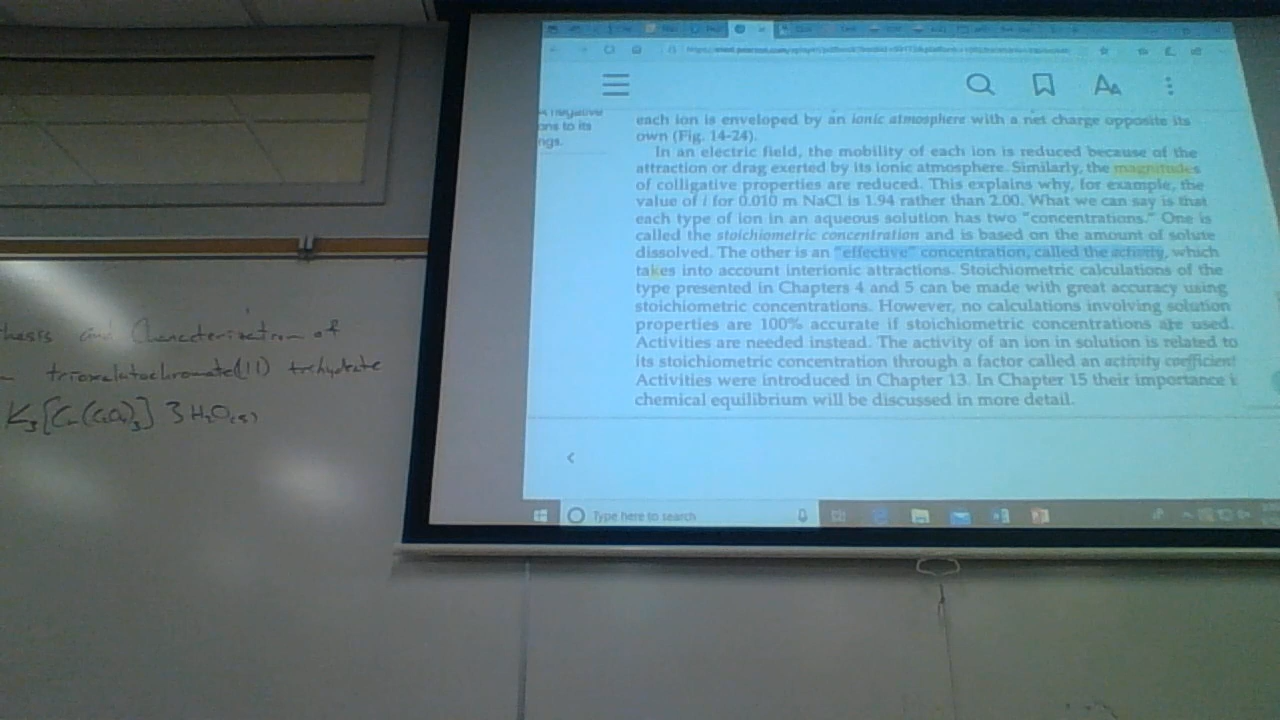 A negative
ons to its
ngs.
each ion is enveloped by an ionic atmosphere with a net charge opposite its
own (Fig. 14-24).
In an electric field, the mobility of each ion is reduced because of the
attraction or drag exerted by its ionic atmosphere. Similarly, the magnitudes
of colligative properties are reduced. This explains why, for example, the
value of i for 0.010 m NaCl is 1.94 rather than 2.00. What we can say is that
each type of ion in an aqueous solution has two "concentrations." One is
called the stoichiometric concentration and is based on the amount of solute
dissolved. The other is an "effective" concentration, called the activity, which
takes into account interionic attractions. Stoichiometric calculations of the
type presented in Chapters 4 and 5 can be made with great accuracy using
stoichiometric concentrations. However, no calculations involving solution
properties are 100% accurate if stoichiometric concentrations are used.
Activities are needed instead. The activity of an ion in solution is related to
its stoichiometric concentration through a factor called an activity coefficient
Activities were introduced in Chapter 13. In Chapter 15 their importance i
chemical equilibrium will be discussed in more detail.
Type here to search
hesis and Characterization of
trioxalatochromate(11) trihydrate
3H2O(s)